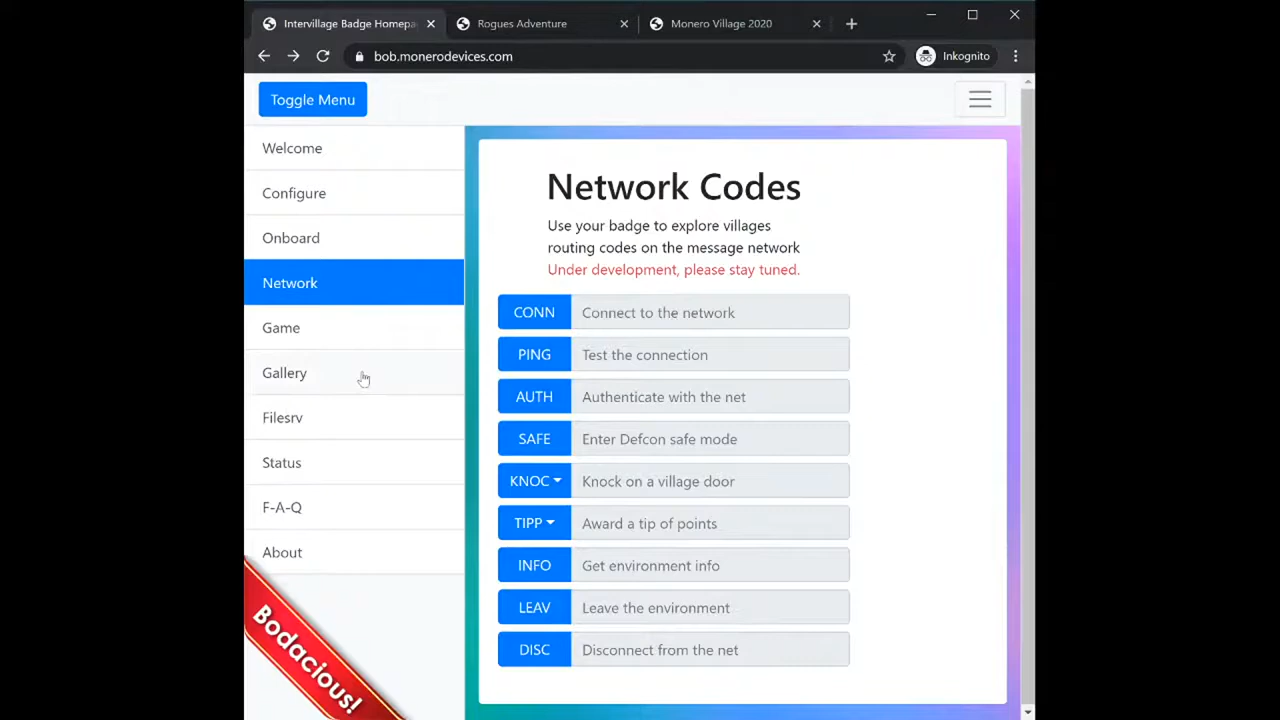 Intervillage Badge Homepa
Rogues Adventure
Monero Village 2020
bob.monerodevices.com
Inkognito
Toggle Menu
Welcome
Configure
Onboard
Network
Game
Gallery
Filesrv
Status
F-A-Q
About
Bodacious!
Network Codes
Use your badge to explore villages
routing codes on the message network
Under development, please stay tuned.
CONN Connect to the network
PING Test the connection
AUTH Authenticate with the net
SAFE Enter Defcon safe mode
KNOC Knock on a village door
TIPP Award a tip of points
INFO Get environment info
LEAV Leave the environment
DISC Disconnect from the net